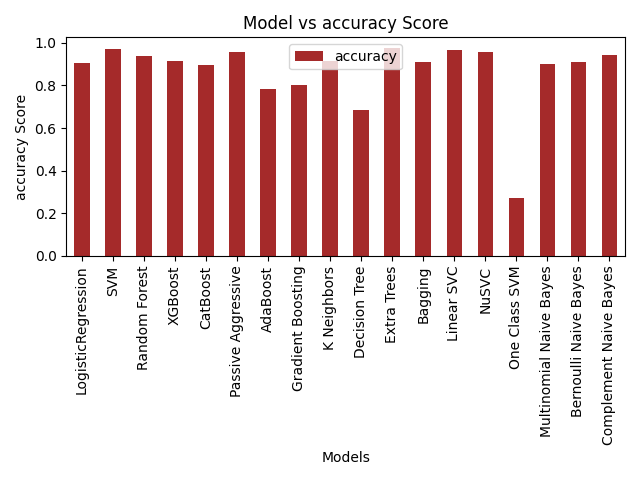 Model vs accuracy Score
accuracy
accuracy Score
1.0
0.8
0.6
0.4
0.2
0.0
LogisticRegression
SVM
Random Forest
XGBoost
CatBoost
Passive Aggressive
AdaBoost
Gradient Boosting
K Neighbors
Decision Tree
Extra Trees
Bagging
Linear SVC
NuSVC
One Class SVM
Multinomial Naive Bayes
Bernoulli Naive Bayes
Complement Naive Bayes
Models